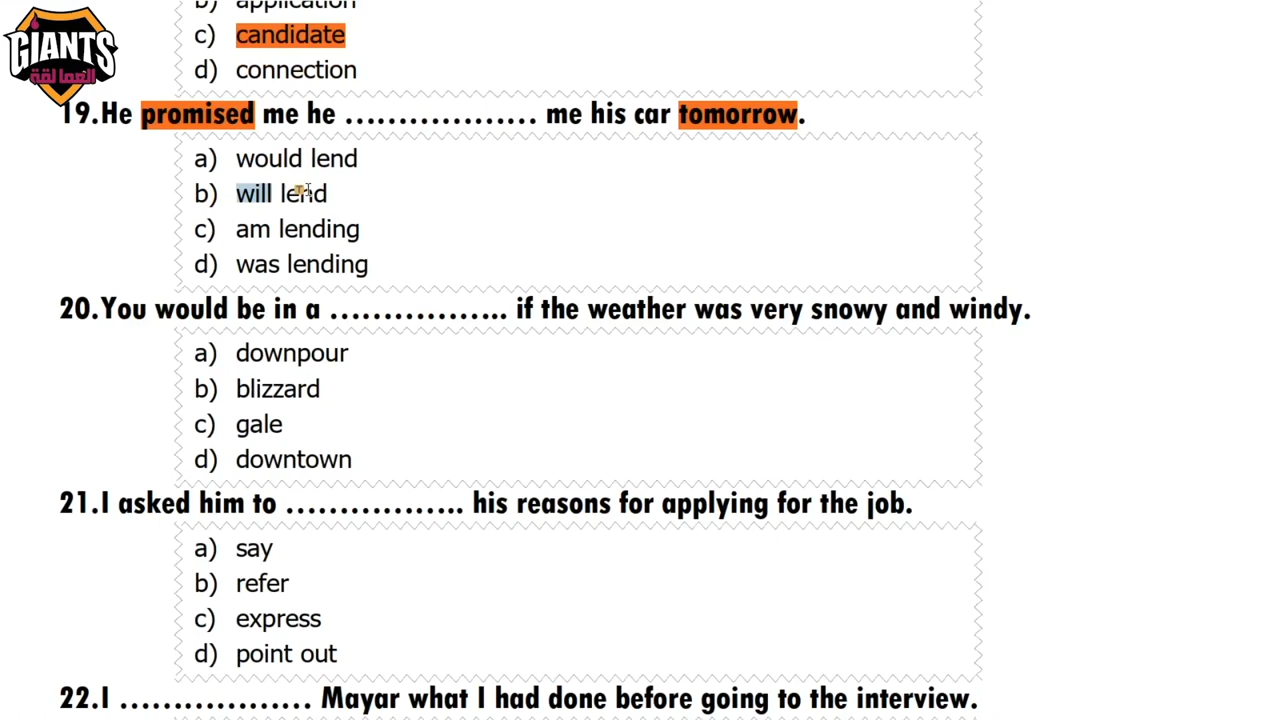 GIANTS
العمالقة
b) application
c) candidate
d) connection
19.He promised me he ……………… me his car tomorrow.
a) would lend
b) will lend
c) am lending
d) was lending
20.You would be in a …………….. if the weather was very snowy and windy.
a) downpour
b) blizzard
c) gale
d) downtown
21.I asked him to …………….. his reasons for applying for the job.
a) say
b) refer
c) express
d) point out
22.I ……………… Mayar what I had done before going to the interview.